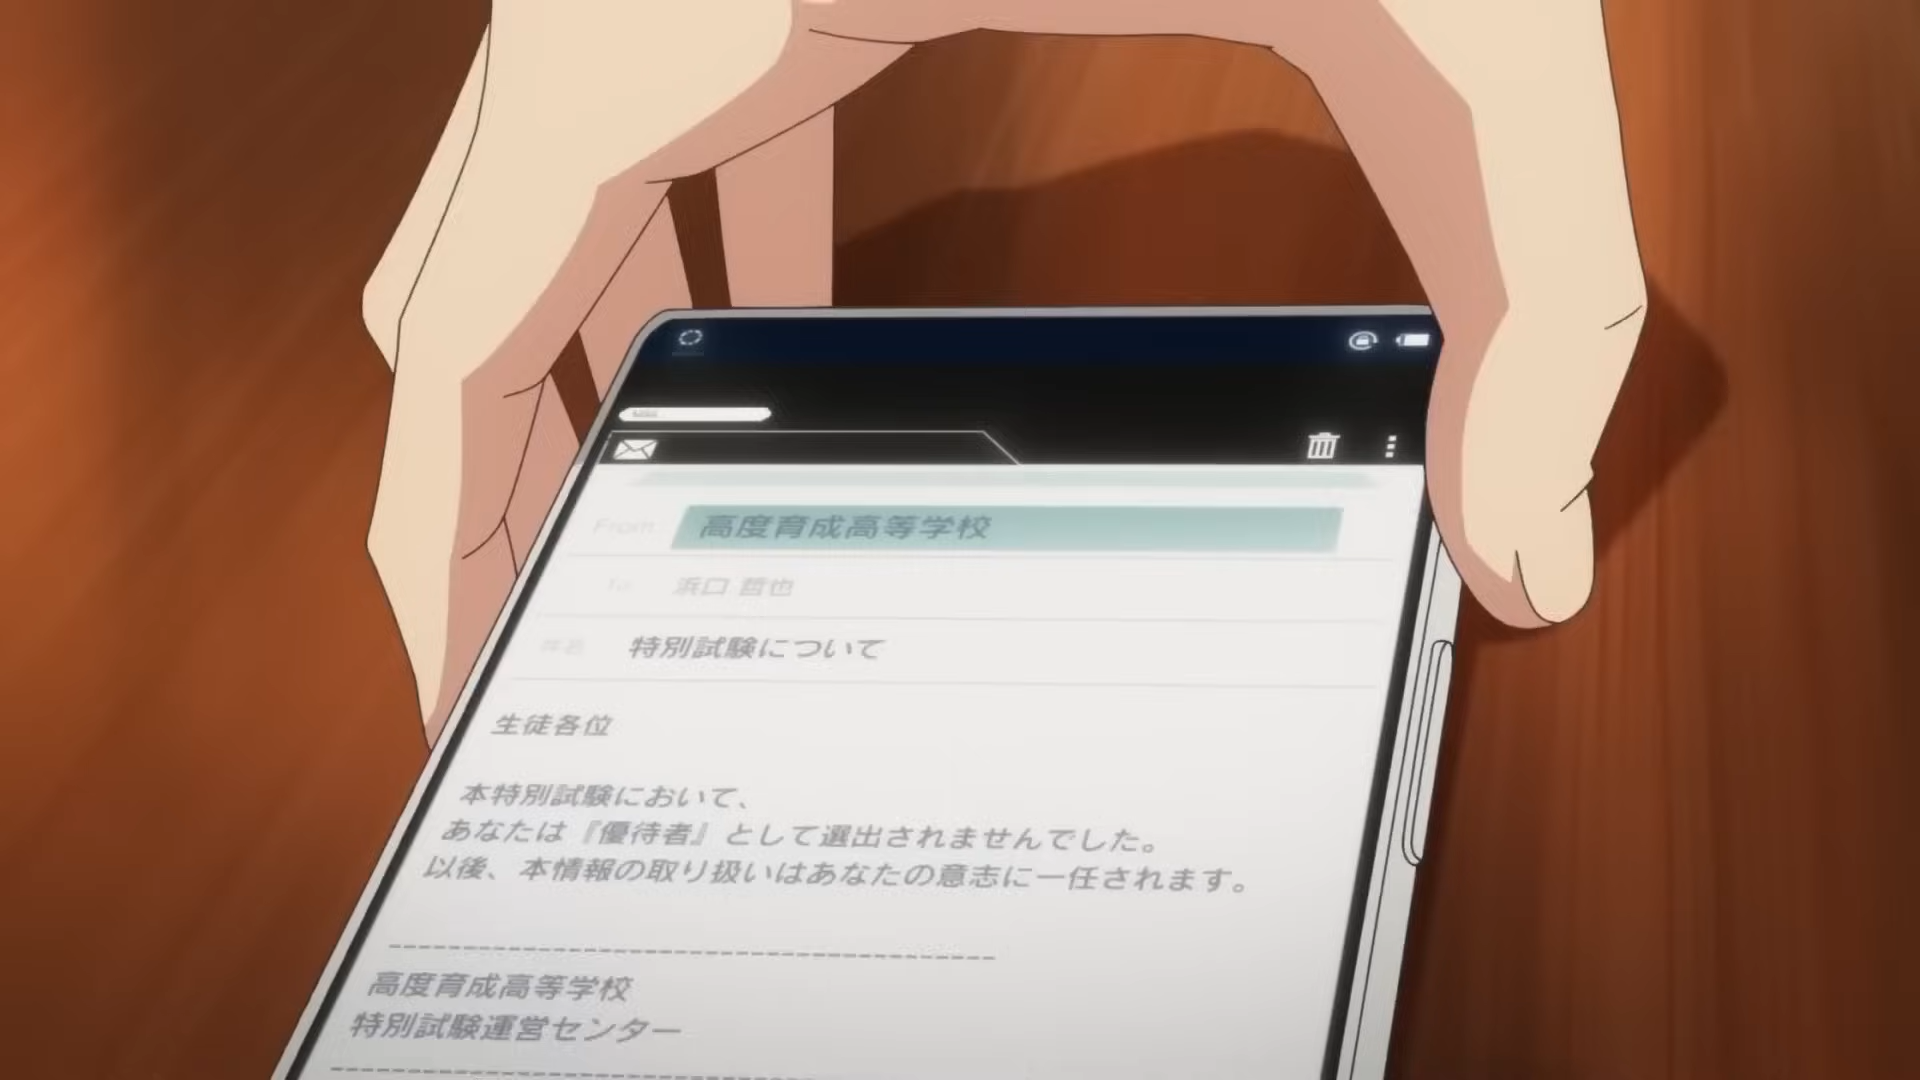 From 高度育成高等学校
To 浜口 哲也
件名 特別試験について
生徒各位
本特別試験において、
あなたは『優待者』として選出されませんでした。
以後、本情報の取り扱いはあなたの意志に一任されます。
--------------------------------------
高度育成高等学校
特別試験運営センター
--------------------------------------